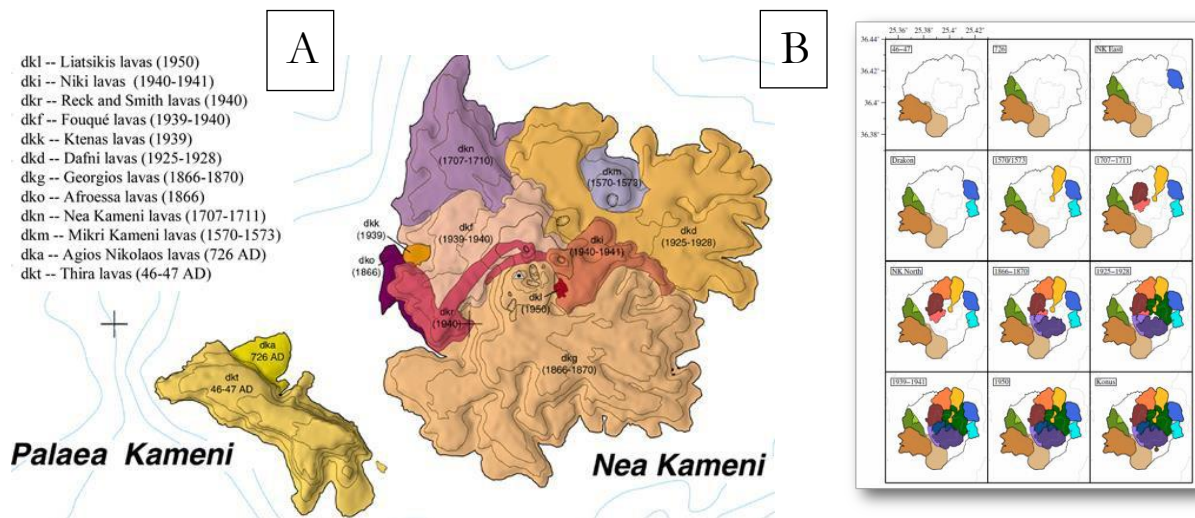 A
B
dkl -- Liatsikis lavas (1950)
dki -- Niki lavas (1940-1941)
dkr -- Reck and Smith lavas (1940)
dkf -- Fouqué lavas (1939-1940)
dkk -- Ktenas lavas (1939)
dkd -- Dafni lavas (1925-1928)
dkg -- Georgios lavas (1866-1870)
dko -- Afroessa lavas (1866)
dkn -- Nea Kameni lavas (1707-1711)
dkm -- Mikri Kameni lavas (1570-1573)
dka -- Agios Nikolaos lavas (726 AD)
dkt -- Thira lavas (46-47 AD)
dkn
(1707-1710)
dkm
(1570-1573)
dkk
(1939)
dkf
(1939-1940)
dki
(1940-1941)
dkd
(1925-1928)
dko
(1866)
dkr
(1940)
dkl
(1950)
dkg
(1866-1870)
dka
726 AD
dkt
46-47 AD
Palaea Kameni
Nea Kameni
25.36˚ 25.38˚ 25.4˚ 25.42˚
36.44˚
36.42˚
36.4˚
36.38˚
46–47
726
NK East
Drakon
1570/1573
1707–1711
NK North
1866–1870
1925–1928
1939–1941
1950
Konus